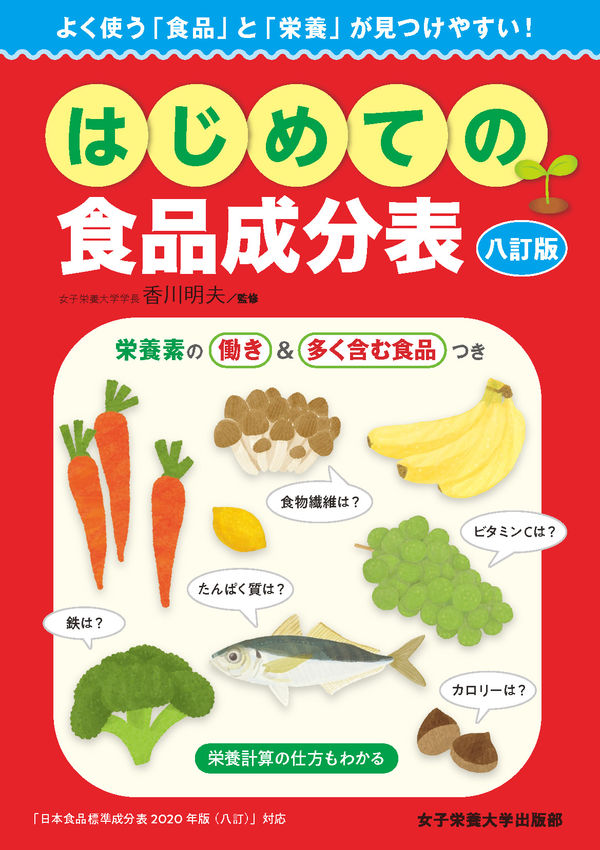 よく使う「食品」と「栄養」が見つけやすい!
はじめての
食品成分表
八訂版
女子栄養大学学長 香川明夫/監修
栄養素の 働き & 多く含む食品 つき
食物繊維は?
ビタミンCは?
たんぱく質は?
鉄は?
カロリーは?
栄養計算の仕方もわかる
「日本食品標準成分表2020年版(八訂)」対応
女子栄養大学出版部